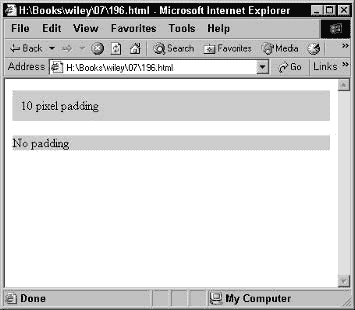 H:\Books\wiley\07\196.html - Microsoft Internet Explorer
File Edit View Favorites Tools Help
Back Search Favorites Media »
Address H:\Books\wiley\07\196.html Go Links »
10 pixel padding
No padding
Done My Computer